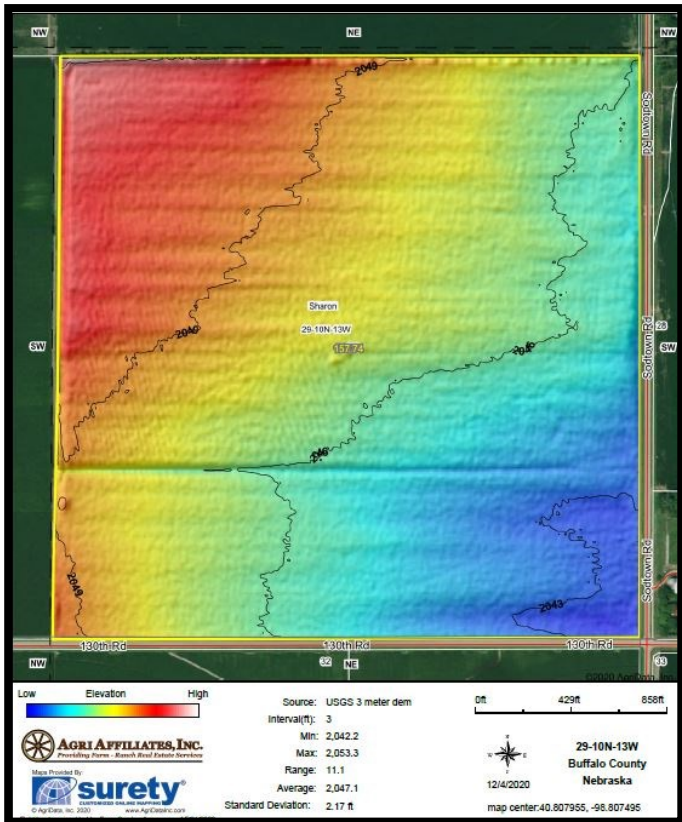 NW
NE
NW
2049
Sodtown Rd
Sharon
29-10N-13W
28
2049
157.74
SW
Sodtown Rd
SW
2046
Sodtown Rd
2049
2043
130th Rd
130th Rd
130th Rd
NW
32
NE
33
©2020 AgriData, Inc.
Low
Elevation
High
Source: USGS 3 meter dem
Interval(ft): 3
Min: 2,042.2
Max: 2,053.3
Range: 11.1
Average: 2,047.1
Standard Deviation: 2.17 ft
0ft
429ft
858ft
12/4/2020
29-10N-13W
Buffalo County
Nebraska
map center:40.807955, -98.807495
AGRI AFFILIATES, INC.
Providing Farm - Ranch Real Estate Services
Maps Provided By:
surety®
CUSTOMIZED ONLINE MAPPING
© AgriData, Inc. 2020
www.AgriDataInc.com